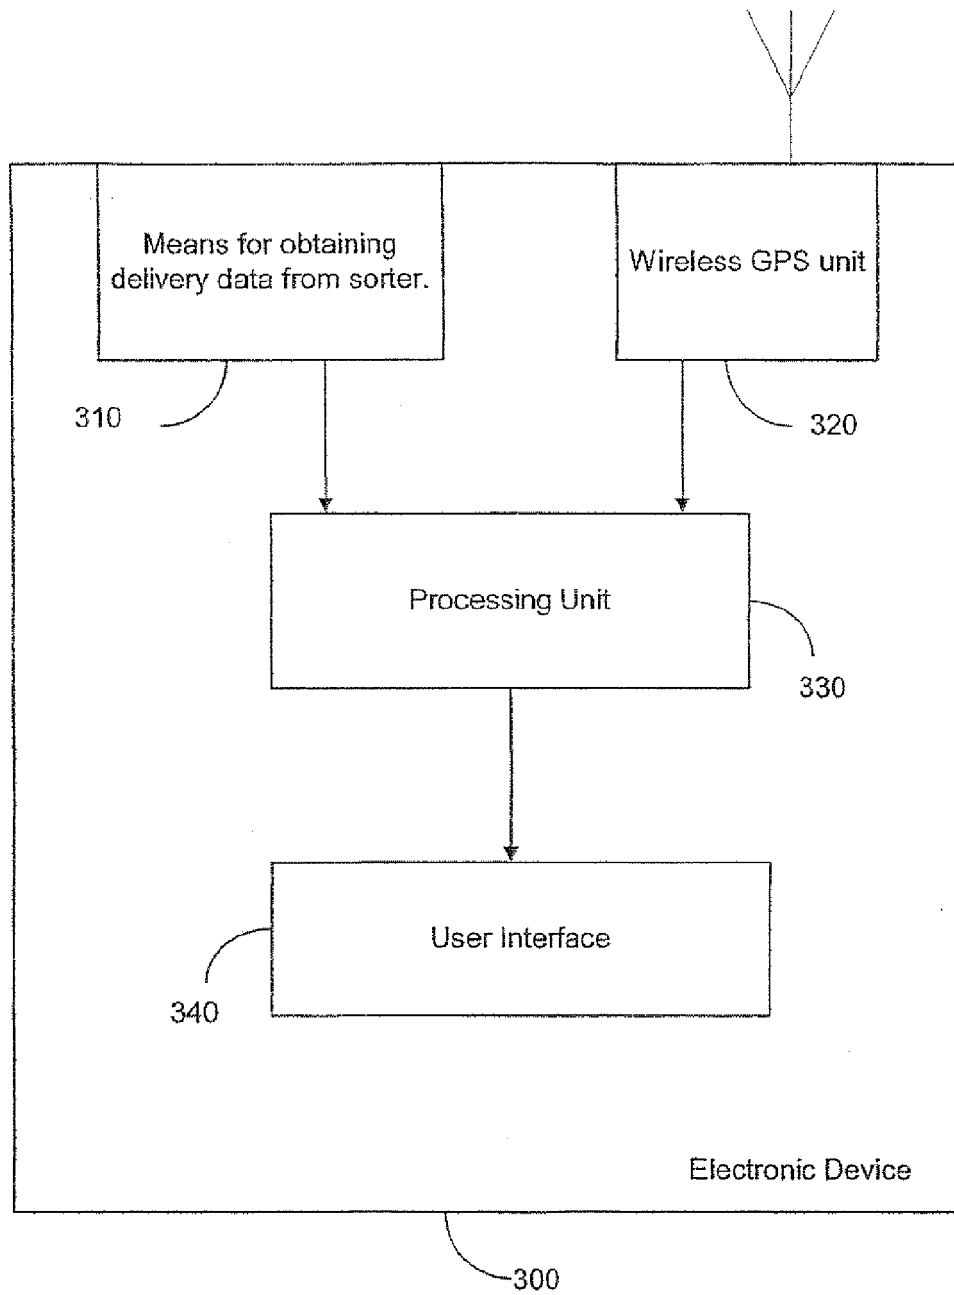 Means for obtaining
delivery data from sorter.
Wireless GPS unit
310
320
Processing Unit
330
User Interface
340
Electronic Device
300